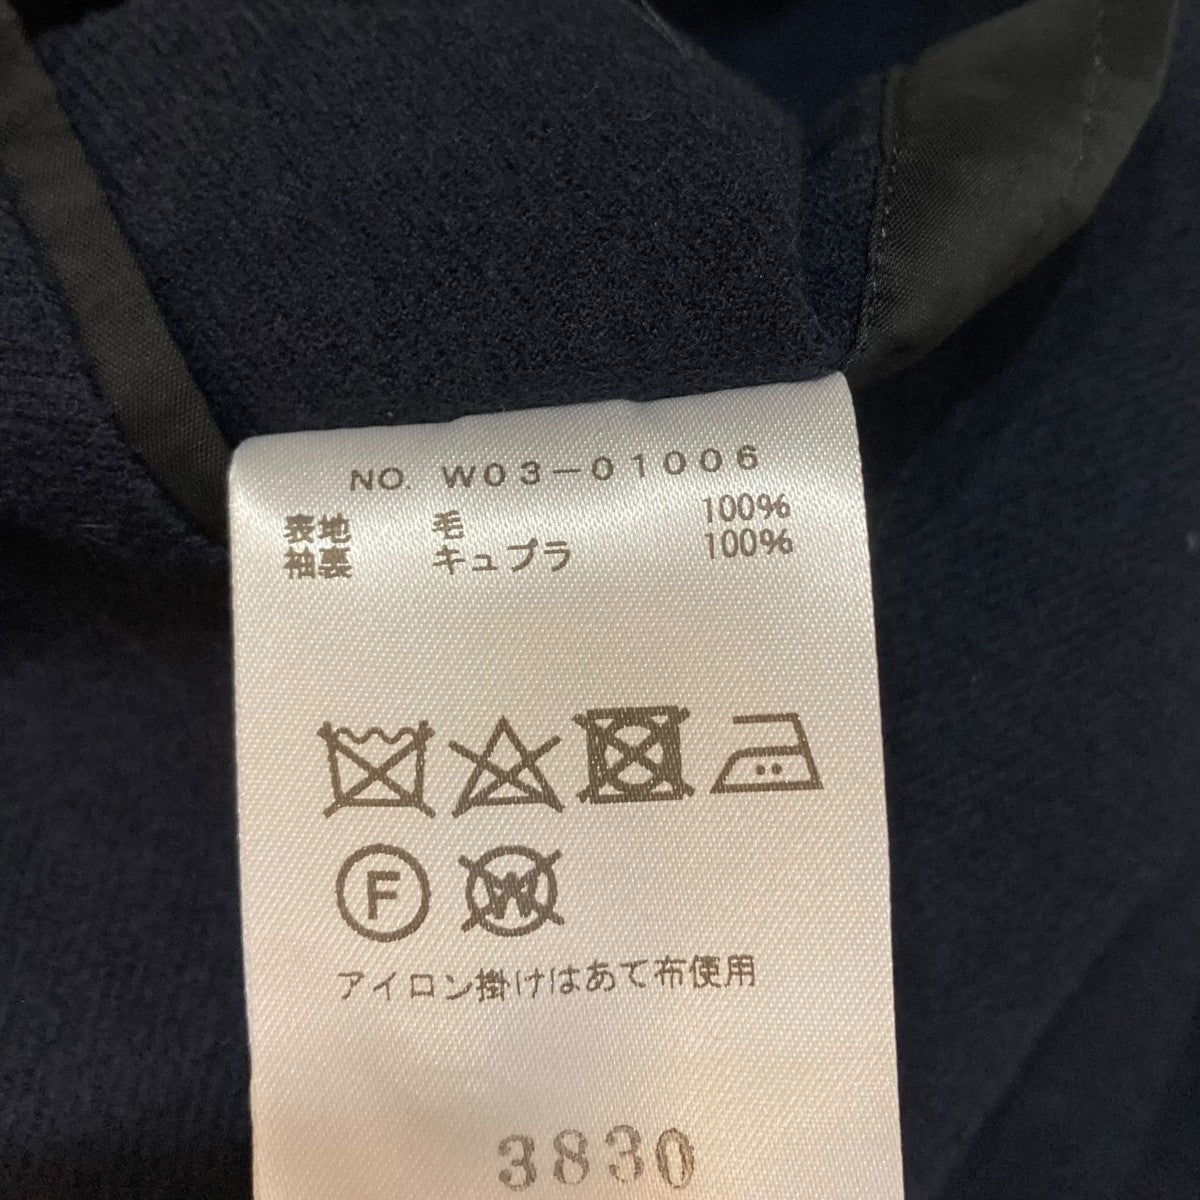 NO. W03-01006
表地 毛 100%
袖裏 キュプラ 100%
F W
アイロン掛けはあて布使用
3830